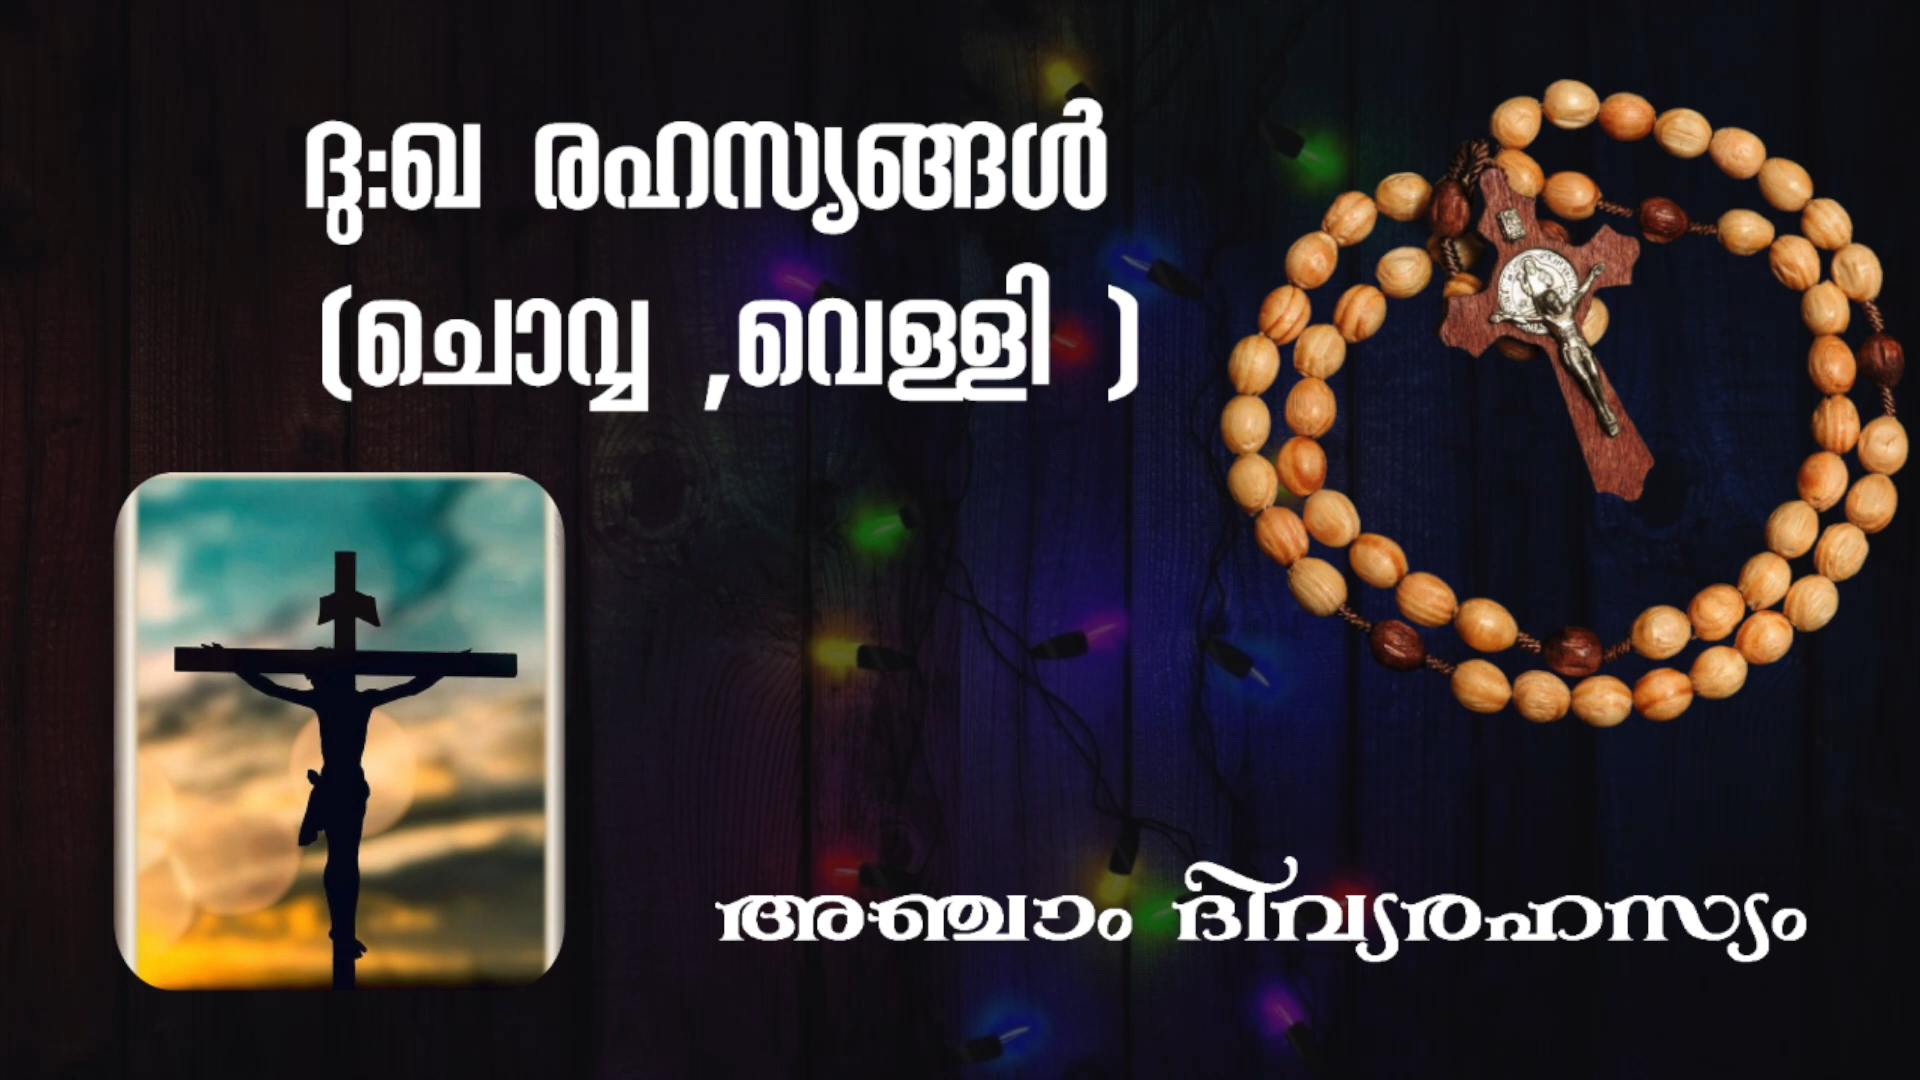 ദു:ഖ രഹസ്യങ്ങൾ
(ചൊവ്വ ,വെള്ളി )
അഞ്ചാം ദിവ്യരഹസ്യം